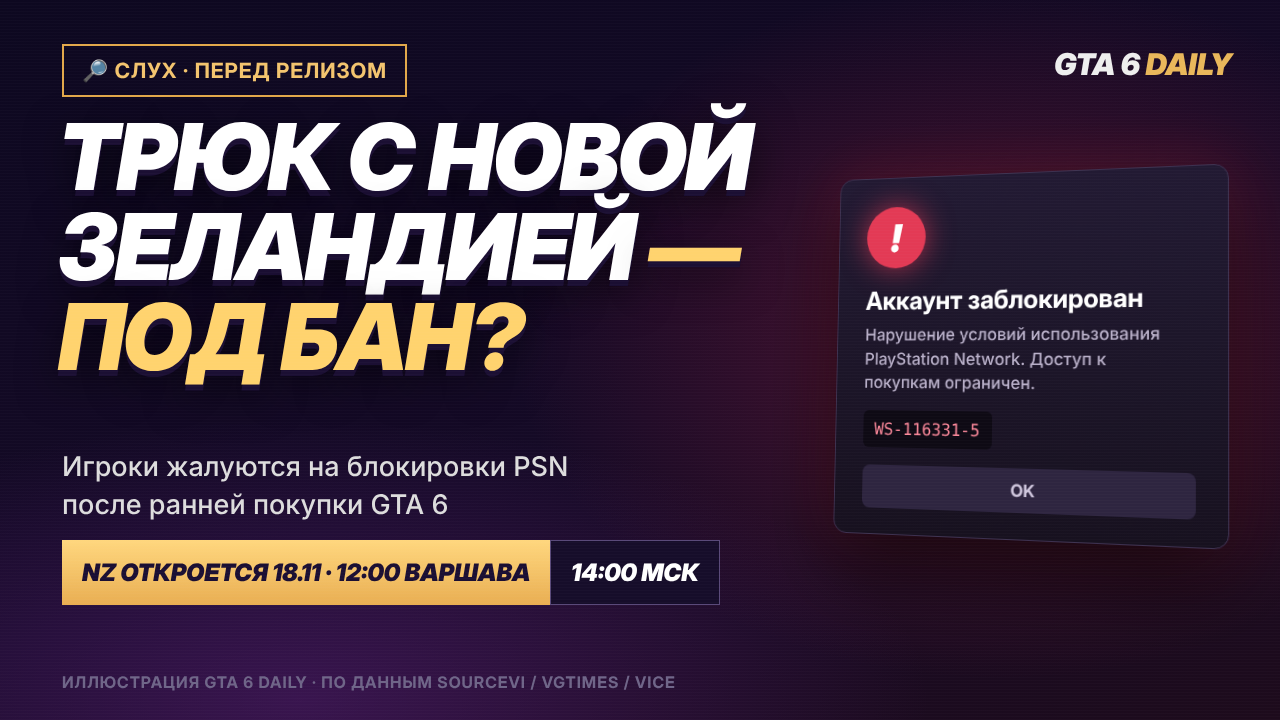 🔎 СЛУХ · ПЕРЕД РЕЛИЗОМ
GTA 6 DAILY
ТРЮК С НОВОЙ
ЗЕЛАНДИЕЙ —
ПОД БАН?
Игроки жалуются на блокировки PSN
после ранней покупки GTA 6
NZ ОТКРОЕТСЯ 18.11 · 12:00 ВАРШАВА
14:00 МСК
!
Аккаунт заблокирован
Нарушение условий использования
PlayStation Network. Доступ к
покупкам ограничен.
WS-116331-5
OK
ИЛЛЮСТРАЦИЯ GTA 6 DAILY · ПО ДАННЫМ SOURCEVI / VGTIMES / VICE